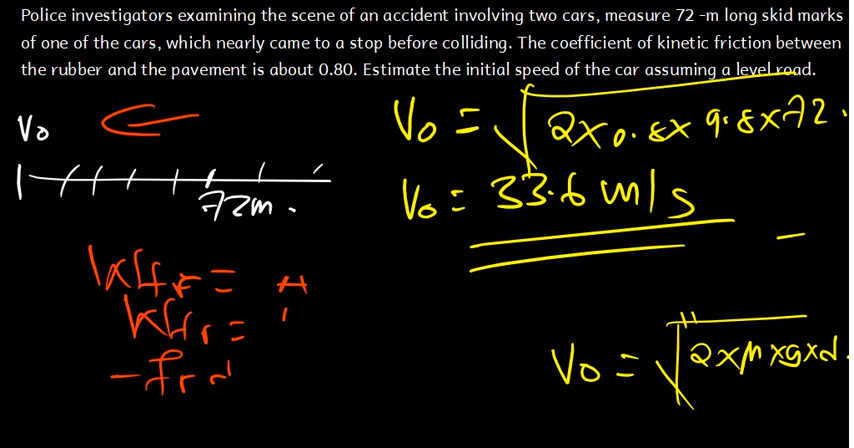 Police investigators examining the scene of an accident involving two cars, measure 72 -m long skid marks
of one of the cars, which nearly came to a stop before colliding. The coefficient of kinetic friction between
the rubber and the pavement is about 0.80. Estimate the initial speed of the car assuming a level road.
Vo
72m.
Vo = √2x0.8x9.8x72.
Vo = 33.6 m/s
Vo = √2xμxgxd.